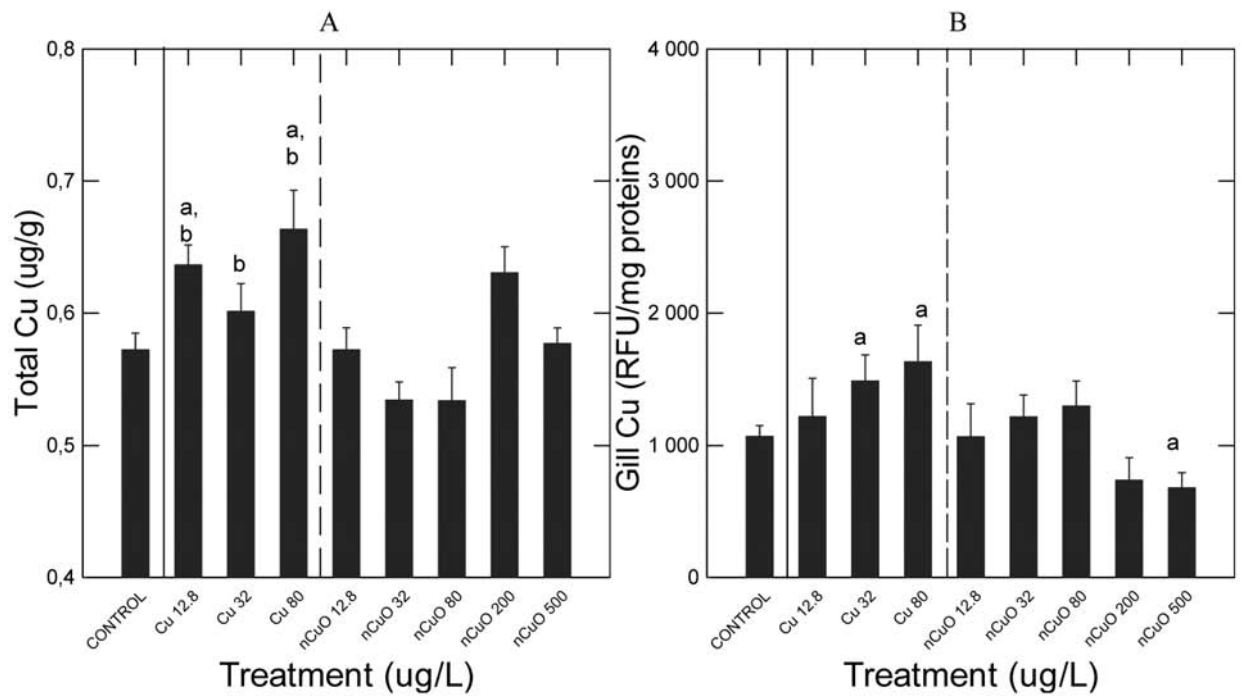 A
Total Cu (ug/g)
0,8
0,7
0,6
0,5
0,4
a,
b
b
a,
b
CONTROL
Cu 12.8
Cu 32
Cu 80
nCuO 12.8
nCuO 32
nCuO 80
nCuO 200
nCuO 500
Treatment (ug/L)
B
Gill Cu (RFU/mg proteins)
4 000
3 000
2 000
1 000
0
a
a
a
CONTROL
Cu 12.8
Cu 32
Cu 80
nCuO 12.8
nCuO 32
nCuO 80
nCuO 200
nCuO 500
Treatment (ug/L)